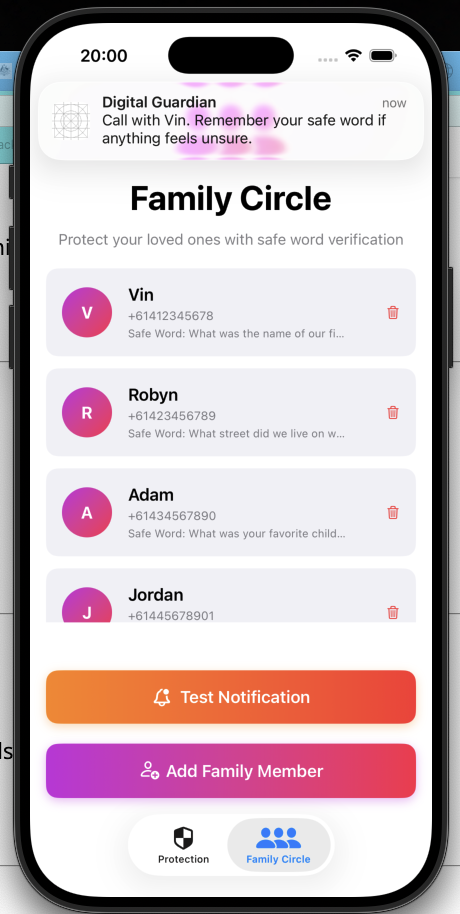 20:00
Digital Guardian
now
Call with Vin. Remember your safe word if
anything feels unsure.
Family Circle
Protect your loved ones with safe word verification
V
Vin
+61412345678
Safe Word: What was the name of our fi...
R
Robyn
+61423456789
Safe Word: What street did we live on w...
A
Adam
+61434567890
Safe Word: What was your favorite child...
J
Jordan
+61445678901
Test Notification
Add Family Member
Protection
Family Circle